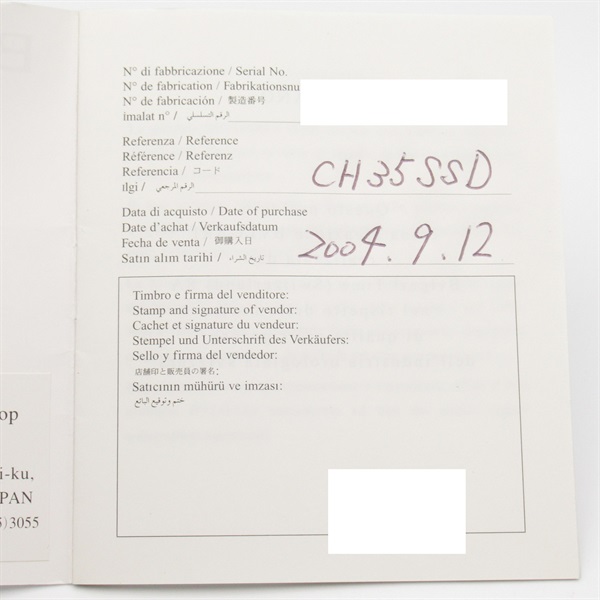 N° di fabbricazione / Serial No.
N° de fabrication / Fabrikationsnu
N° de fabricación / 製造番号
imalat n° / الرقم التسلسلي
Referenza / Reference
Référence / Referenz
Referencia / コード
ılgi / الرقم المرجعي
CH35SSD
Data di acquisto / Date of purchase
Date d'achat / Verkaufsdatum
Fecha de venta / 御購入日
Satın alım tarihi / تاريخ الشراء
2004.9.12
Timbro e firma del venditore:
Stamp and signature of vendor:
Cachet et signature du vendeur:
Stempel und Unterschrift des Verkäufers:
Sello y firma del vendedor:
店舗印と販売員の署名:
Satıcının mühürü ve imzası:
ختم وتوقيع البائع
op
i-ku,
PAN
)3055